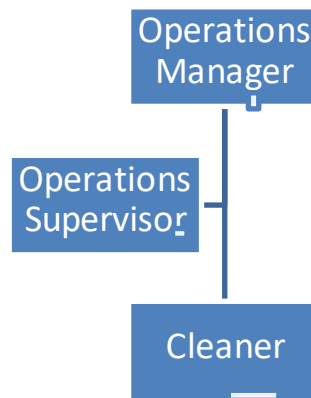 Operations
Manager
Operations
Supervisor
Cleaner